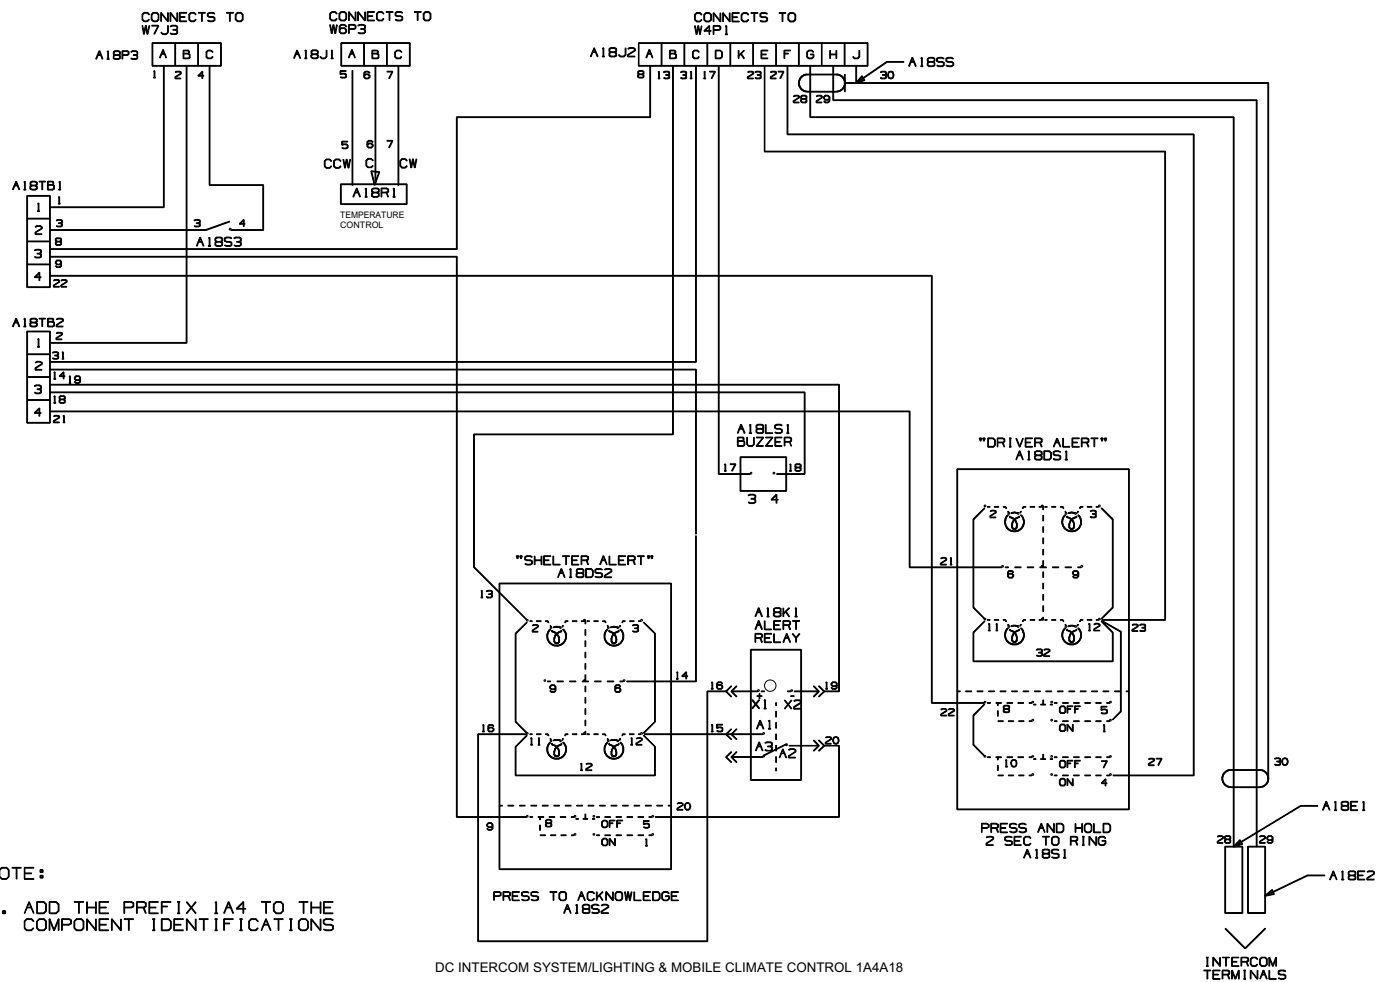 CONNECTS TO
W7J3
CONNECTS TO
W6P3
CONNECTS TO
W4P1
A18P3 A B C
A18J1 A B C
A18J2 A B C D K E F G H J
A18SS
1 2 4
5 6 7
8 13 31 17 23 27
30
28 29
5 6 7
CCW C CW
A18R1
TEMPERATURE
CONTROL
A18TB1
1 1
2 3
3 4
A18S3
8
3
9
4
22
A18TB2
1 2
31
2
14 19
3
18
4
21
A18LS1
BUZZER
17 18
3 4
"DRIVER ALERT"
A18DS1
2 3
21
6 9
11 12
23
32
22
8 OFF 5
ON 1
10 OFF 7
27
ON 4
PRESS AND HOLD
2 SEC TO RING
A18S1
"SHELTER ALERT"
A18DS2
13
2 3
14
9 6
16
11 12
15
12
20
9
8 OFF 5
ON 1
PRESS TO ACKNOWLEDGE
A18S2
A18K1
ALERT
RELAY
16 19
+ -
X1 X2
A1
A3 A2
20
30
A18E1
28 29
A18E2
INTERCOM
TERMINALS
OTE:
. ADD THE PREFIX 1A4 TO THE
COMPONENT IDENTIFICATIONS
DC INTERCOM SYSTEM/LIGHTING & MOBILE CLIMATE CONTROL 1A4A18